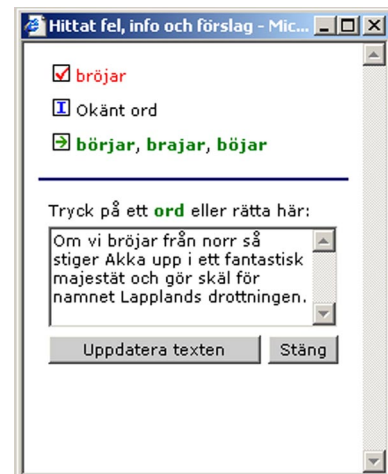 Hittat fel, info och förslag - Mic...
bröjar
Okänt ord
börjar, brajar, böjar
Tryck på ett ord eller rätta här:
Om vi bröjar från norr så
stiger Akka upp i ett fantastisk
majestät och gör skäl för
namnet Lapplands drottningen.
Uppdatera texten Stäng